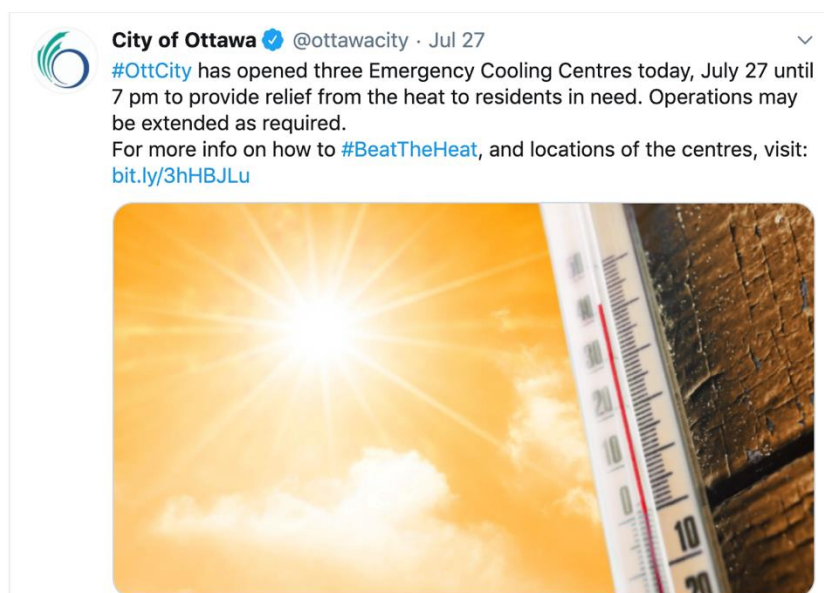 City of Ottawa @ottawacity · Jul 27
#OttCity has opened three Emergency Cooling Centres today, July 27 until
7 pm to provide relief from the heat to residents in need. Operations may
be extended as required.
For more info on how to #BeatTheHeat, and locations of the centres, visit:
bit.ly/3hHBJLu
30
20
10
0
10
20